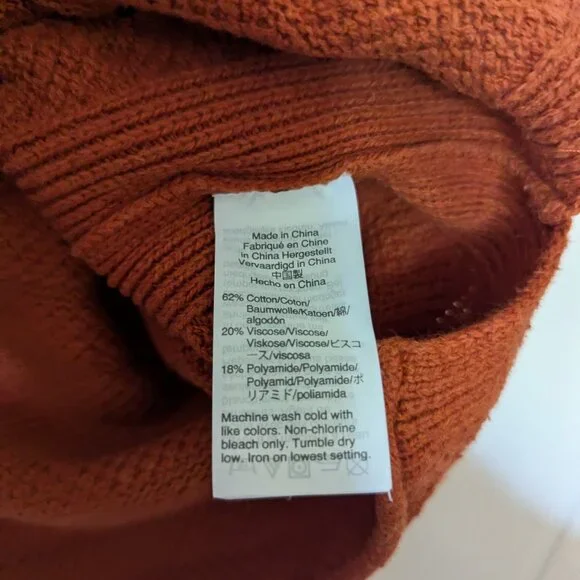 Made in China
Fabriqué en Chine
in China Hergestellt
Vervaardigd in China
中国製
Hecho en China
62% Cotton/Coton/
Baumwolle/Katoen/綿/
algodón
20% Viscose/Viscose/
Viskose/Viscose/ビスコ
ース/viscosa
18% Polyamide/Polyamide/
Polyamid/Polyamide/ポ
リアミド/poliamida
Machine wash cold with
like colors. Non-chlorine
bleach only. Tumble dry
low. Iron on lowest setting.